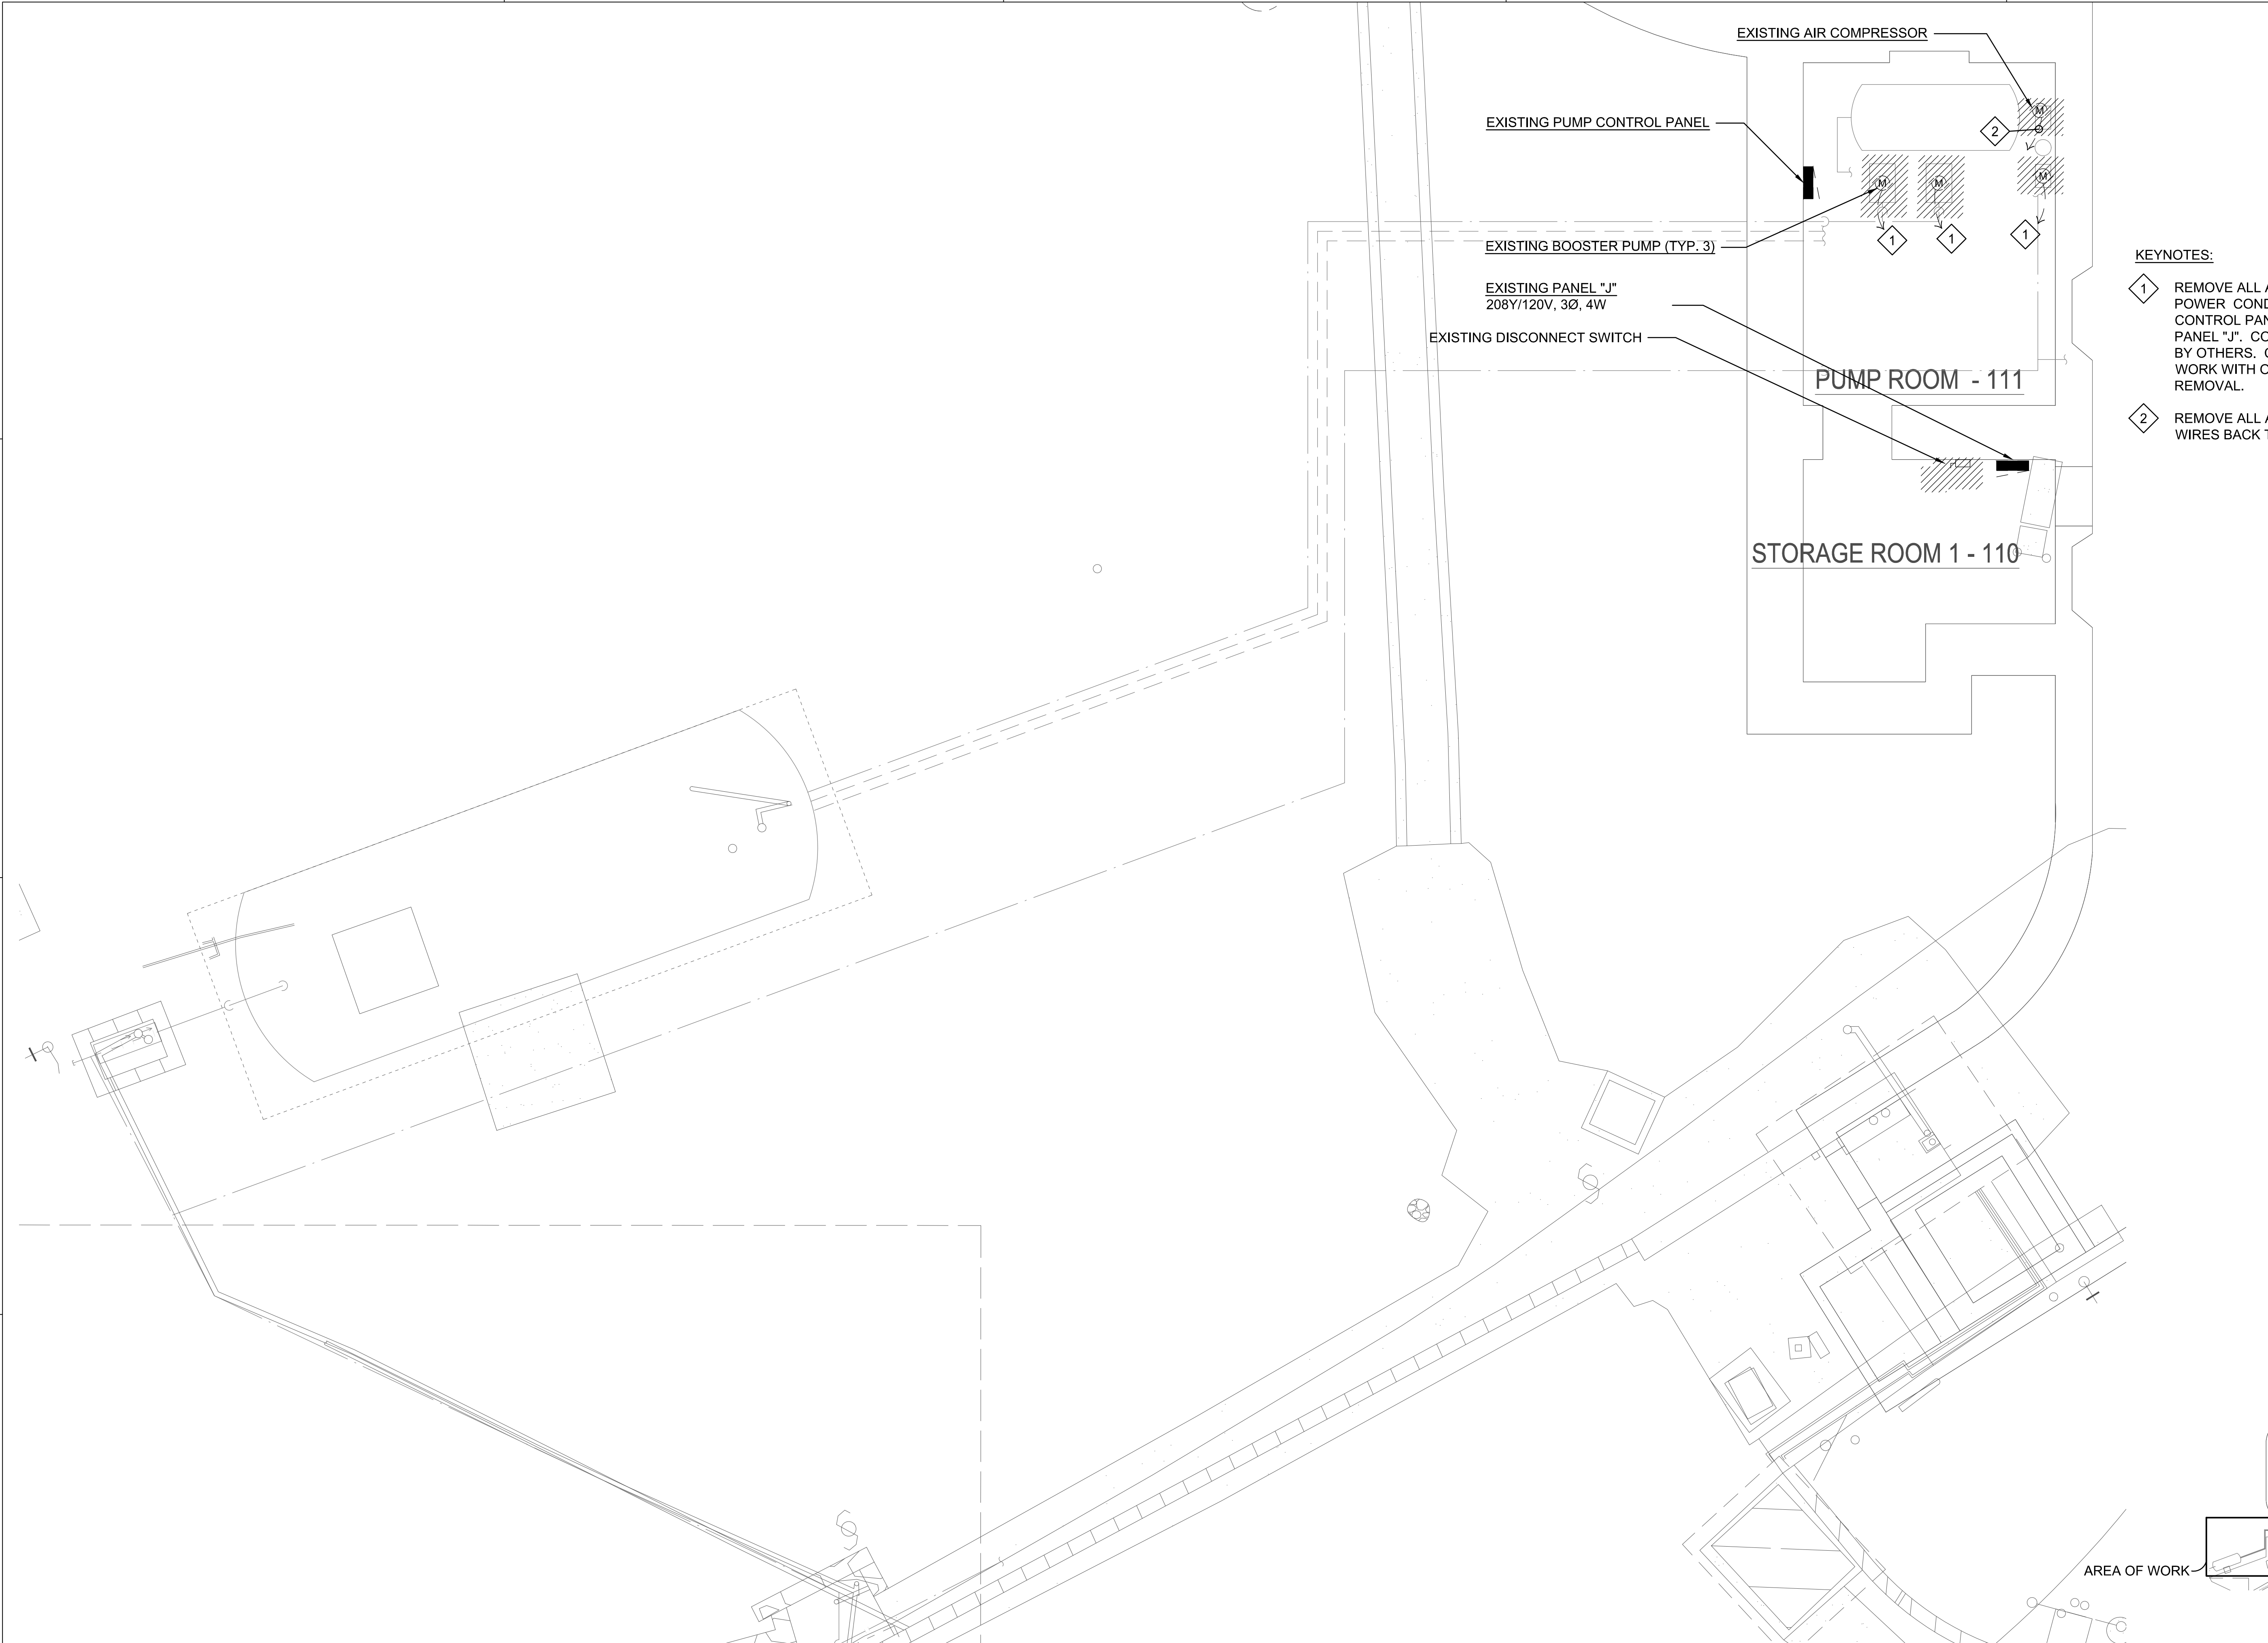 EXISTING AIR COMPRESSOR
M
EXISTING PUMP CONTROL PANEL
2
M
M
M
1
1
1
EXISTING BOOSTER PUMP (TYP. 3)
EXISTING PANEL "J"
208Y/120V, 3Ø, 4W
EXISTING DISCONNECT SWITCH
PUMP ROOM - 111
STORAGE ROOM 1 - 110
KEYNOTES:
1 REMOVE ALL
POWER
CONTROL
PANEL "J".
BY OTHERS.
WORK WITH
REMOVAL.
2 REMOVE ALL
WIRES BACK
AREA OF WORK